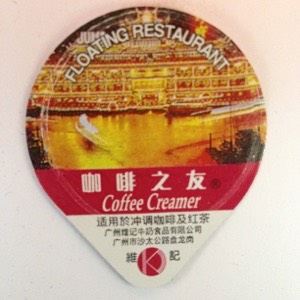 JUMBO
FLOATING RESTAURANT
咖啡之友®
Coffee Creamer
适用於冲调咖啡及红茶
广州维记牛奶食品有限公司
广州市沙太公路盘龙岗
維 K 記